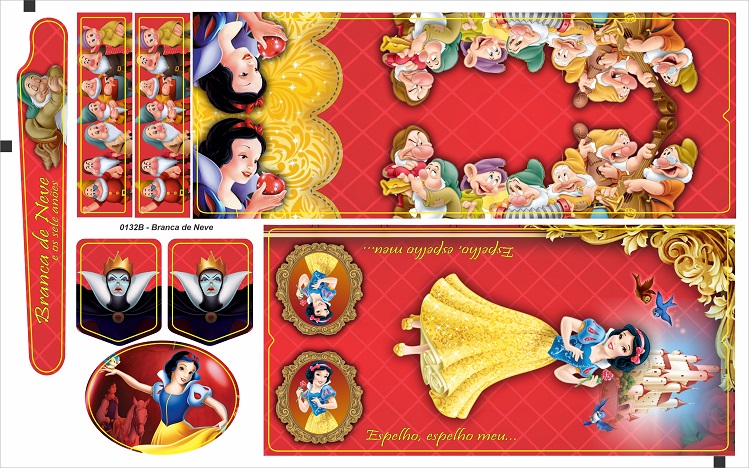 Branca de Neve
e os sete anões
0132B - Branca de Neve
Espelho, espelho meu...
Espelho, espelho meu...